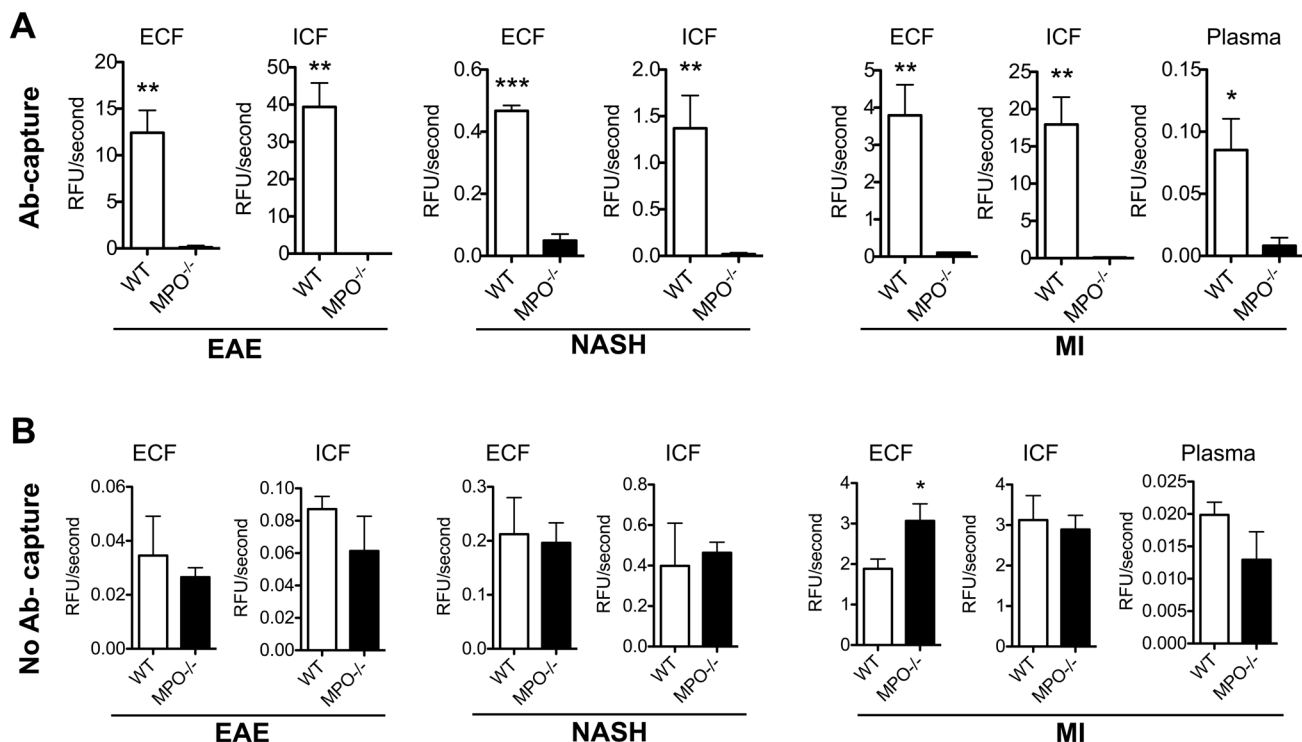 A
Ab-capture
ECF
RFU/second
20
15
10
5
0
**
WT
MPO-/-
ICF
RFU/second
50
40
30
20
10
0
**
WT
MPO-/-
EAE
ECF
RFU/second
0.6
0.4
0.2
0.0
***
WT
MPO-/-
ICF
RFU/second
2.0
1.5
1.0
0.5
0.0
**
WT
MPO-/-
NASH
ECF
RFU/second
5
4
3
2
1
0
**
WT
MPO-/-
ICF
RFU/second
25
20
15
10
5
0
**
WT
MPO-/-
Plasma
RFU/second
0.15
0.10
0.05
0.00
*
WT
MPO-/-
MI
B
No Ab- capture
ECF
RFU/second
0.06
0.04
0.02
0.00
WT
MPO-/-
ICF
RFU/second
0.10
0.08
0.06
0.04
0.02
0.00
WT
MPO-/-
EAE
ECF
RFU/second
0.3
0.2
0.1
0.0
WT
MPO-/-
ICF
RFU/second
0.8
0.6
0.4
0.2
0.0
WT
MPO-/-
NASH
ECF
RFU/second
4
3
2
1
0
*
WT
MPO-/-
ICF
RFU/second
4
3
2
1
0
WT
MPO-/-
Plasma
RFU/second
0.025
0.020
0.015
0.010
0.005
0.000
WT
MPO-/-
MI